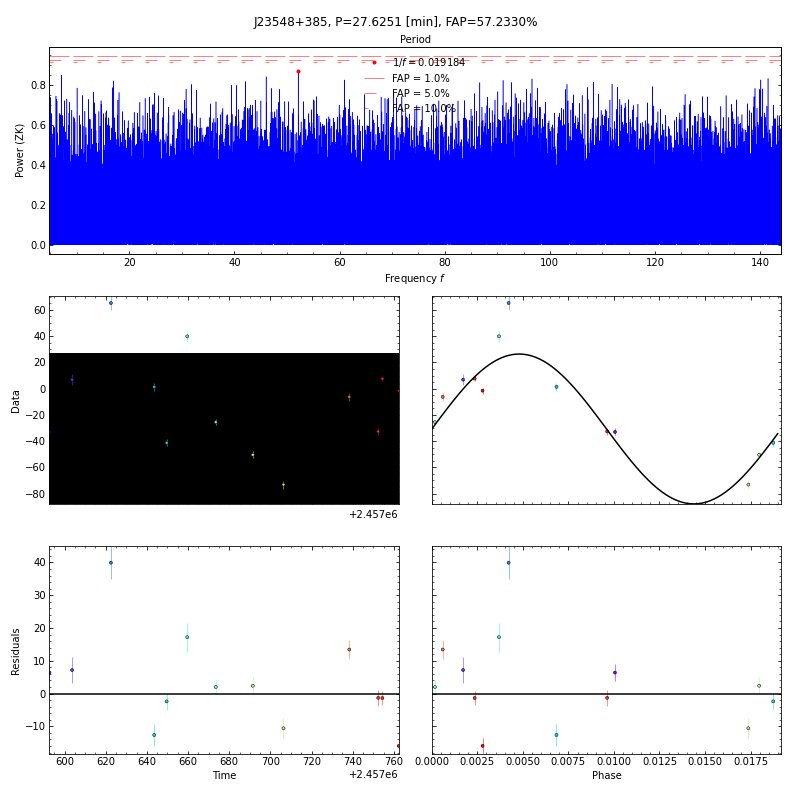 J23548+385, P=27.6251 [min], FAP=57.2330%
Period
1/f = 0.019184
FAP = 1.0%
FAP = 5.0%
FAP = 10.0%
Power (ZK)
0.8
0.6
0.4
0.2
0.0
20 40 60 80 100 120 140
Frequency f
Data
60
40
20
0
−20
−40
−60
−80
+2.457e6
Residuals
40
30
20
10
0
−10
600 620 640 660 680 700 720 740 760
+2.457e6
Time
0.0000 0.0025 0.0050 0.0075 0.0100 0.0125 0.0150 0.0175
Phase